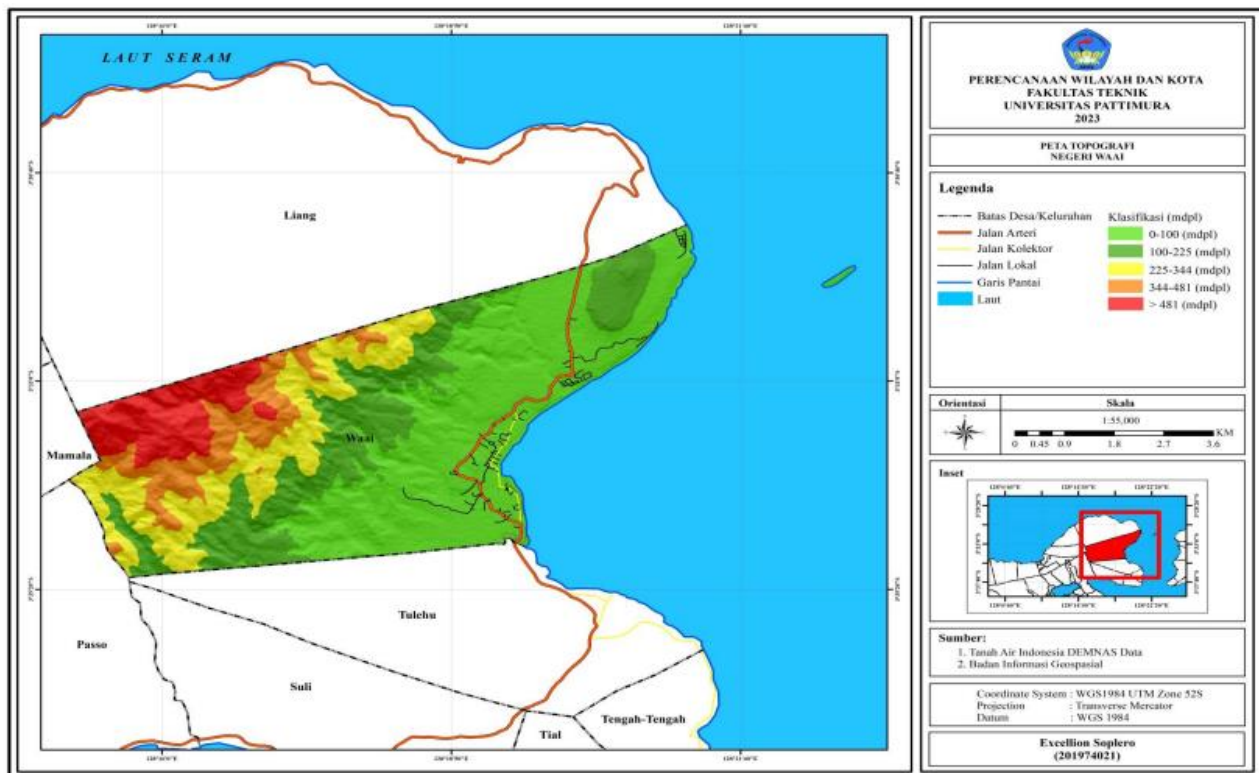 LAUT SERAM
Liang
Waai
Mamala
Tulehu
Passo
Suli
Tengah-Tengah
Tial
PERENCANAAN WILAYAH DAN KOTA
FAKULTAS TEKNIK
UNIVERSITAS PATTIMURA
2023
PETA TOPOGRAFI
NEGERI WAAI
Legenda
Batas Desa/Kelurahan
Jalan Arteri
Jalan Kolektor
Jalan Lokal
Garis Pantai
Laut
Klasifikasi (mdpl)
0-100 (mdpl)
100-225 (mdpl)
225-344 (mdpl)
344-481 (mdpl)
> 481 (mdpl)
Orientasi
Skala
1:55,000
KM
0 0.45 0.9 1.8 2.7 3.6
Inset
Sumber:
1. Tanah Air Indonesia DEMNAS Data
2. Badan Informasi Geospasial
Coordinate System : WGS1984 UTM Zone 52S
Projection : Transverse Mercator
Datum : WGS 1984
Excellion Soplero
(201974021)